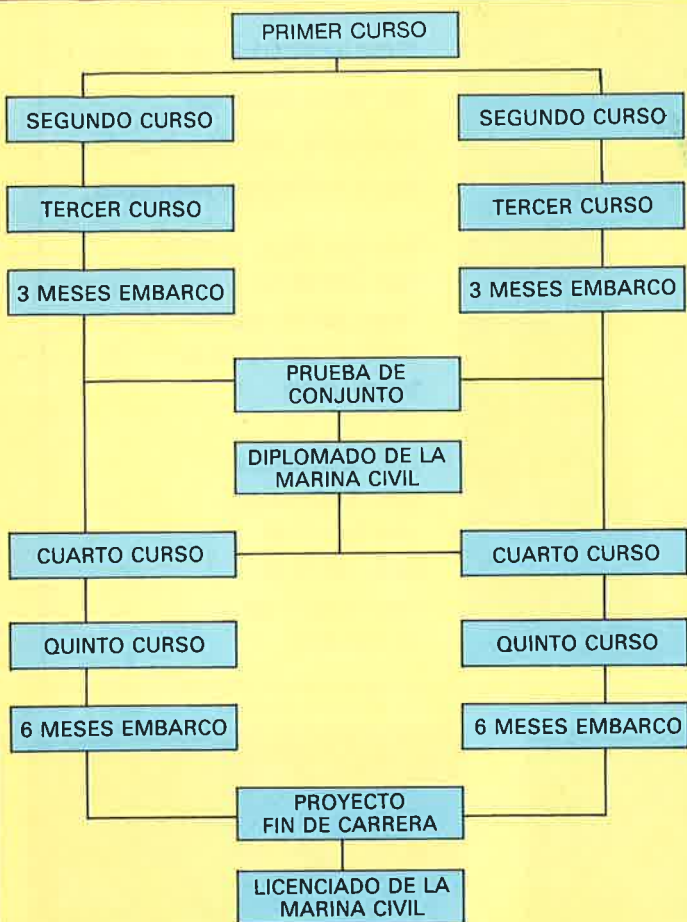 PRIMER CURSO
SEGUNDO CURSO
SEGUNDO CURSO
TERCER CURSO
TERCER CURSO
3 MESES EMBARCO
3 MESES EMBARCO
PRUEBA DE
CONJUNTO
DIPLOMADO DE LA
MARINA CIVIL
CUARTO CURSO
CUARTO CURSO
QUINTO CURSO
QUINTO CURSO
6 MESES EMBARCO
6 MESES EMBARCO
PROYECTO
FIN DE CARRERA
LICENCIADO DE LA
MARINA CIVIL